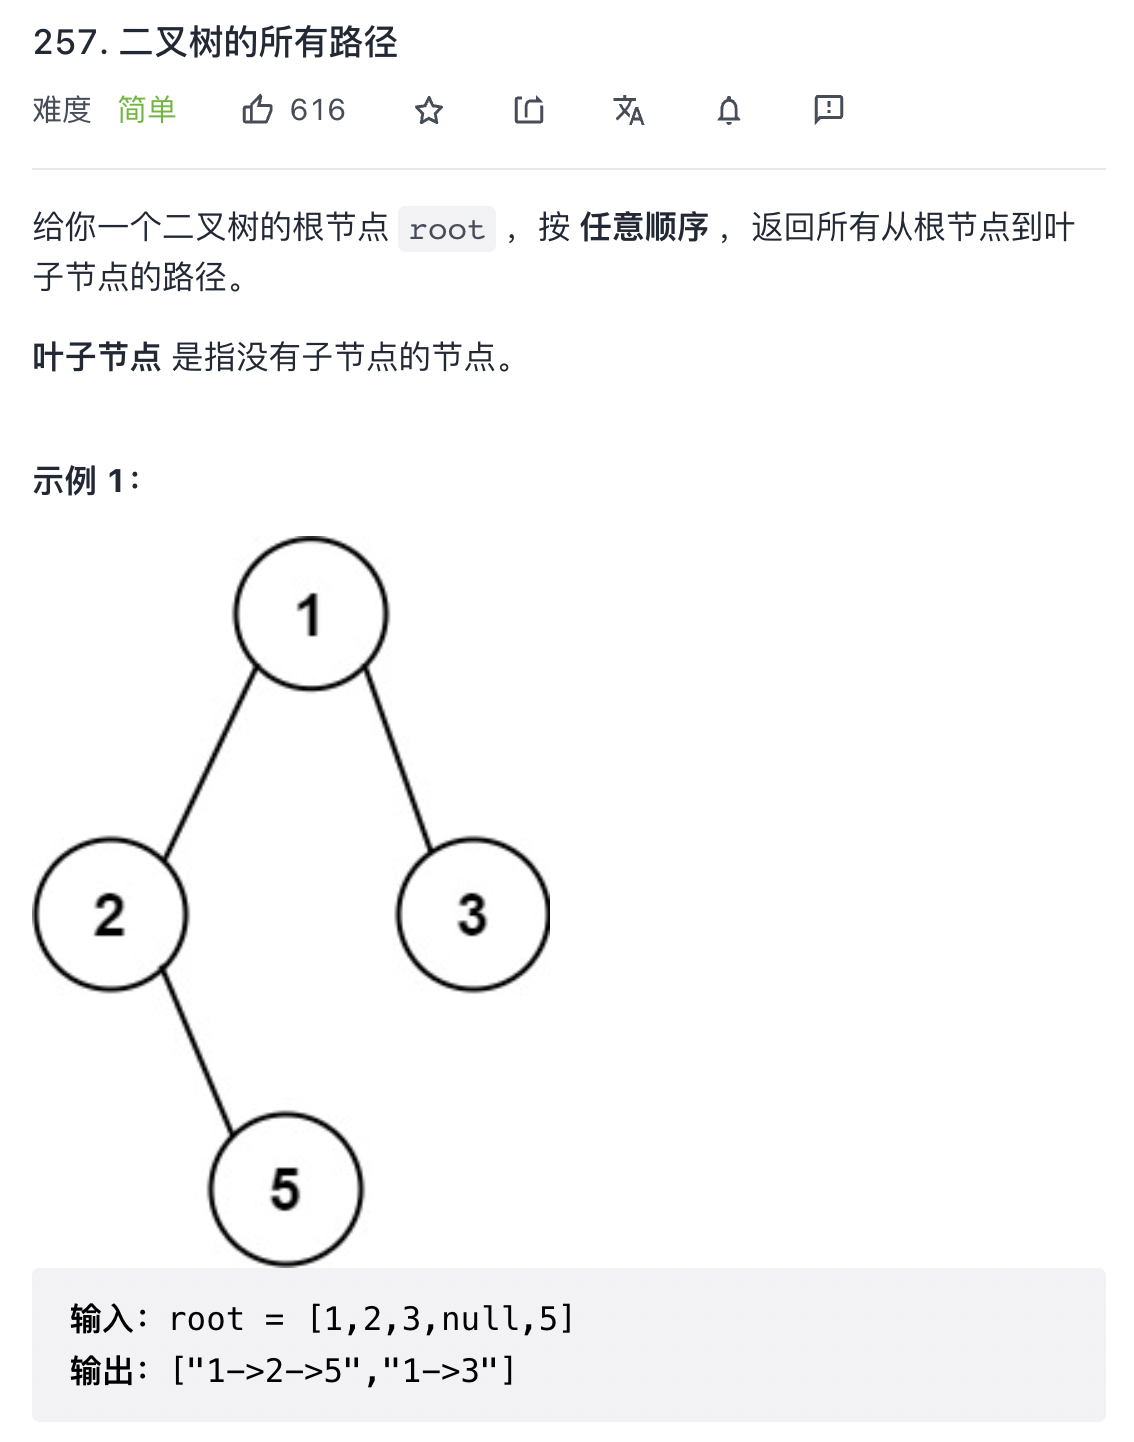 257. 二叉树的所有路径
难度 简单 616
给你一个二叉树的根节点 root ，按 任意顺序 ，返回所有从根节点到叶
子节点的路径。
叶子节点 是指没有子节点的节点。
示例 1：
1
2 3
5
输入：root = [1,2,3,null,5]
输出：["1->2->5","1->3"]